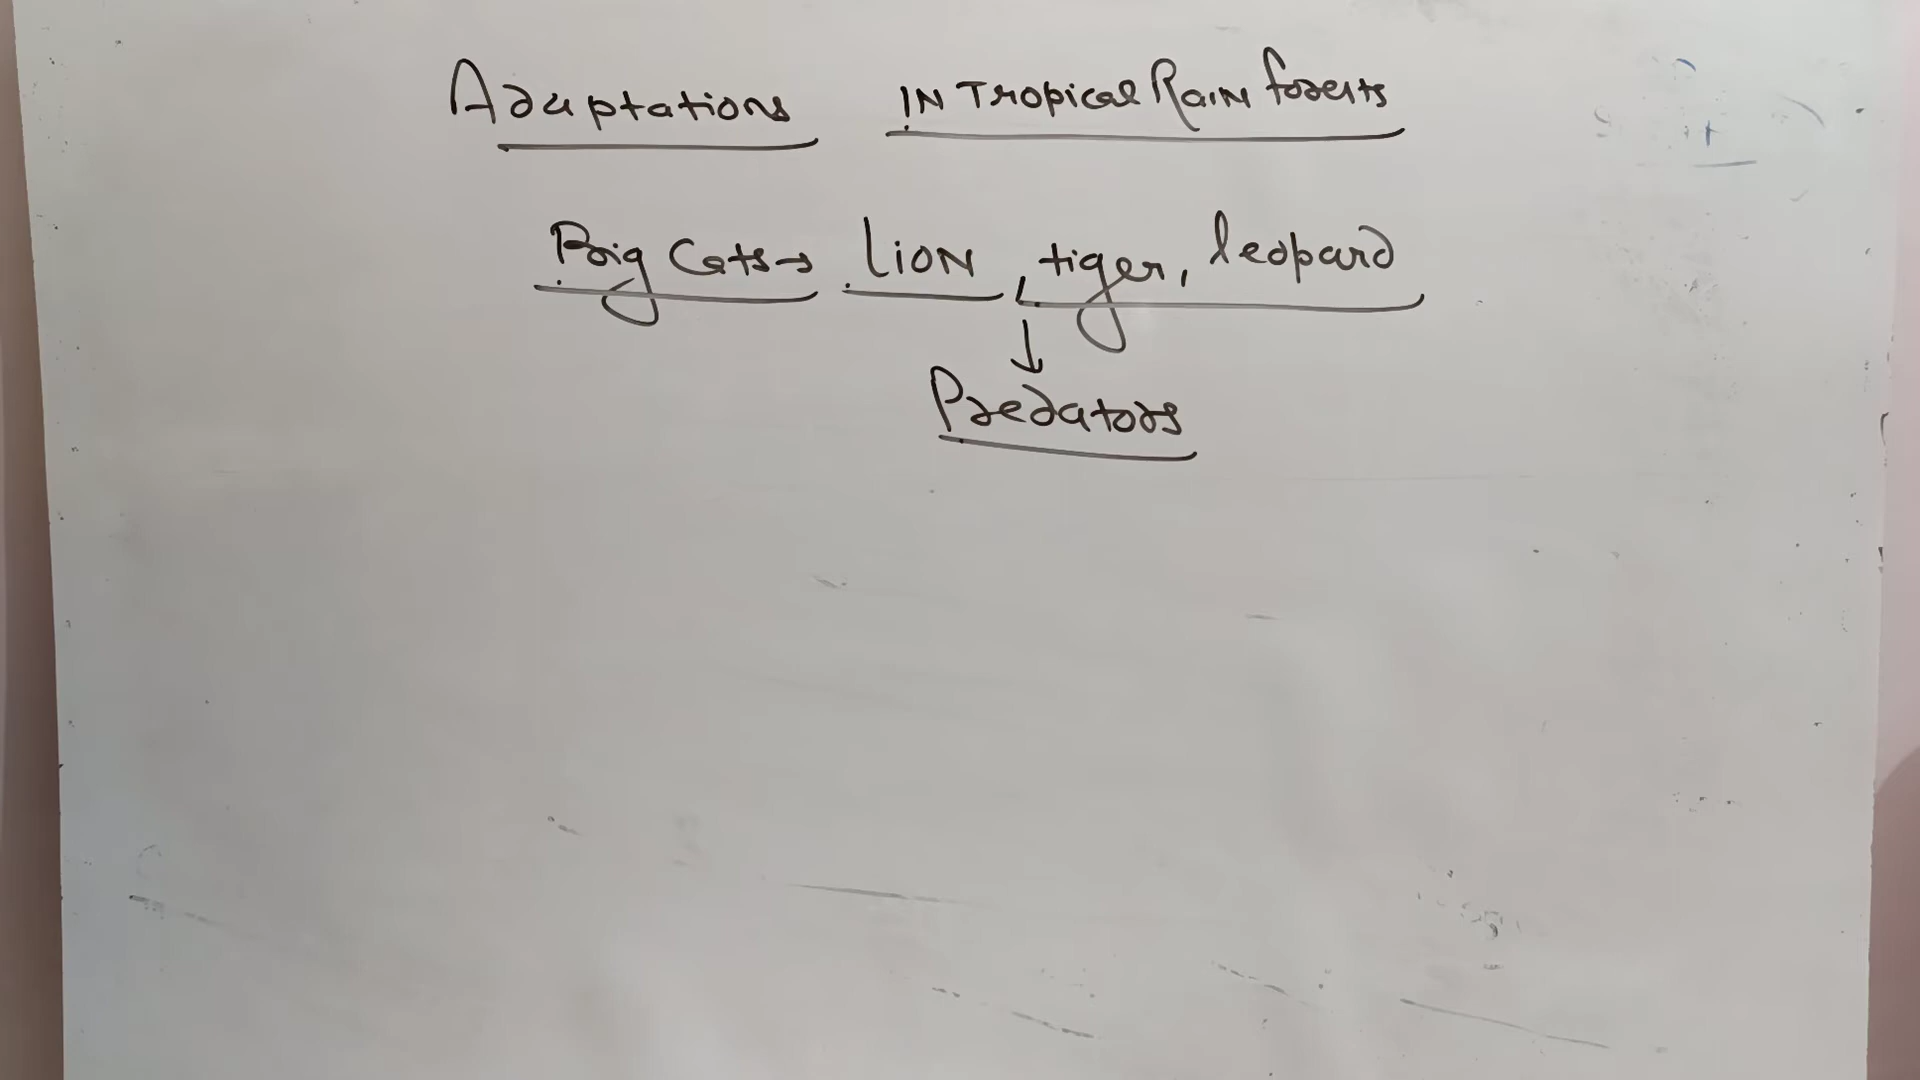 Adaptations IN Tropical Rain forests
Big Cats → Lion, tiger, leopard
↓
Predators